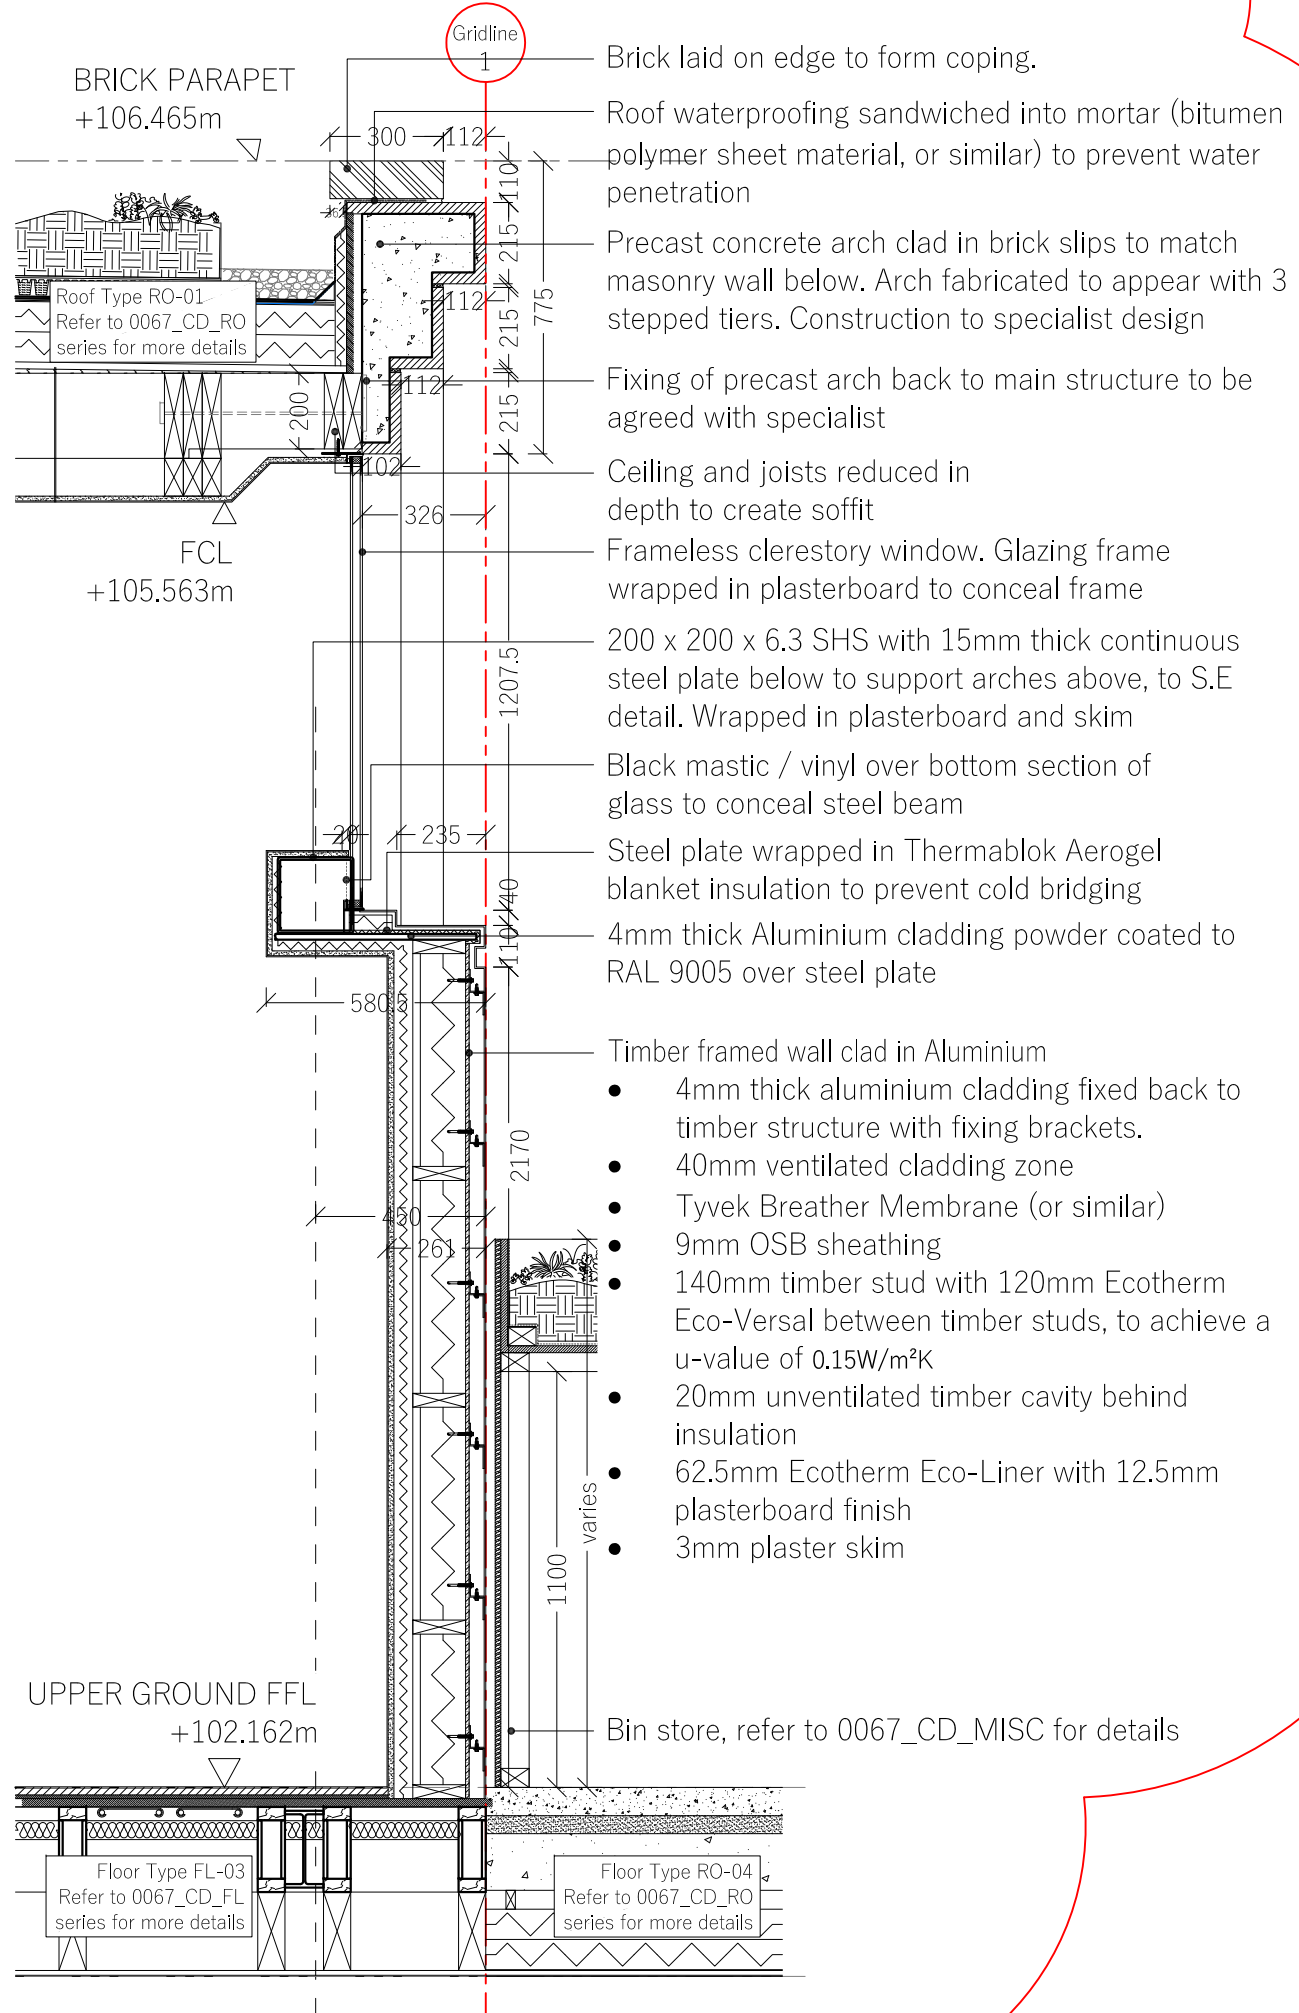 Gridline
1
BRICK PARAPET
+106.465m
Brick laid on edge to form coping.
Roof waterproofing sandwiched into mortar (bitumen
polymer sheet material, or similar) to prevent water
penetration
300
112
110
215
775
Precast concrete arch clad in brick slips to match
masonry wall below. Arch fabricated to appear with 3
stepped tiers. Construction to specialist design
Roof Type RO-01
Refer to 0067_CD_RO
series for more details
112
215
Fixing of precast arch back to main structure to be
agreed with specialist
112
200
215
102
Ceiling and joists reduced in
depth to create soffit
326
FCL
+105.563m
Frameless clerestory window. Glazing frame
wrapped in plasterboard to conceal frame
200 x 200 x 6.3 SHS with 15mm thick continuous
steel plate below to support arches above, to S.E
detail. Wrapped in plasterboard and skim
1207.5
Black mastic / vinyl over bottom section of
glass to conceal steel beam
20
235
Steel plate wrapped in Thermablok Aerogel
blanket insulation to prevent cold bridging
40
110
4mm thick Aluminium cladding powder coated to
RAL 9005 over steel plate
580.5
Timber framed wall clad in Aluminium
• 4mm thick aluminium cladding fixed back to
timber structure with fixing brackets.
• 40mm ventilated cladding zone
• Tyvek Breather Membrane (or similar)
• 9mm OSB sheathing
• 140mm timber stud with 120mm Ecotherm
Eco-Versal between timber studs, to achieve a
u-value of 0.15W/m²K
• 20mm unventilated timber cavity behind
insulation
• 62.5mm Ecotherm Eco-Liner with 12.5mm
plasterboard finish
• 3mm plaster skim
2170
450
261
varies
1100
UPPER GROUND FFL
+102.162m
Bin store, refer to 0067_CD_MISC for details
Floor Type FL-03
Refer to 0067_CD_FL
series for more details
Floor Type RO-04
Refer to 0067_CD_RO
series for more details